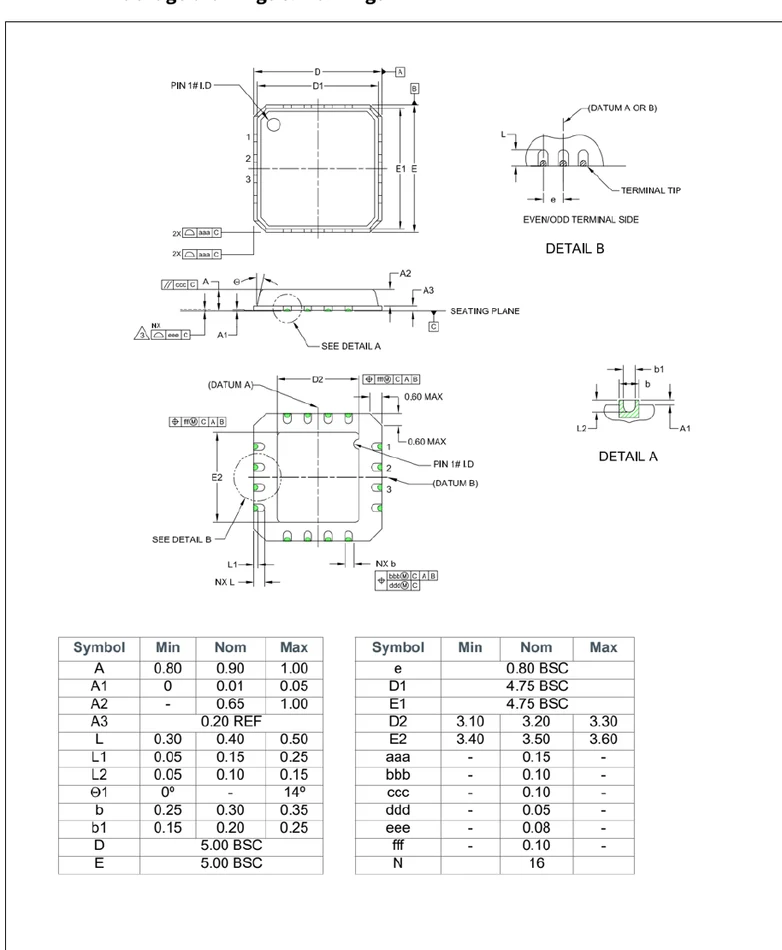 D
A
PIN 1# I.D
D1
B
1
2
3
E1
E
2X aaa C
2X aaa C
(DATUM A OR B)
L
TERMINAL TIP
e
EVEN/ODD TERMINAL SIDE
DETAIL B
// ccc C
A
Θ
A2
A3
SEATING PLANE
C
NX
3 eee C
A1
SEE DETAIL A
(DATUM A)
D2
fff M C A B
0.60 MAX
fff M C A B
0.60 MAX
1
PIN 1# I.D
2
(DATUM B)
3
E2
SEE DETAIL B
L1
NX L
NX b
bbb M C A B
ddd M C
b1
b
L2
A1
DETAIL A
Symbol Min Nom Max
A 0.80 0.90 1.00
A1 0 0.01 0.05
A2 - 0.65 1.00
A3 0.20 REF
L 0.30 0.40 0.50
L1 0.05 0.15 0.25
L2 0.05 0.10 0.15
Θ1 0º - 14º
b 0.25 0.30 0.35
b1 0.15 0.20 0.25
D 5.00 BSC
E 5.00 BSC
Symbol Min Nom Max
e 0.80 BSC
D1 4.75 BSC
E1 4.75 BSC
D2 3.10 3.20 3.30
E2 3.40 3.50 3.60
aaa - 0.15 -
bbb - 0.10 -
ccc - 0.10 -
ddd - 0.05 -
eee - 0.08 -
fff - 0.10 -
N 16